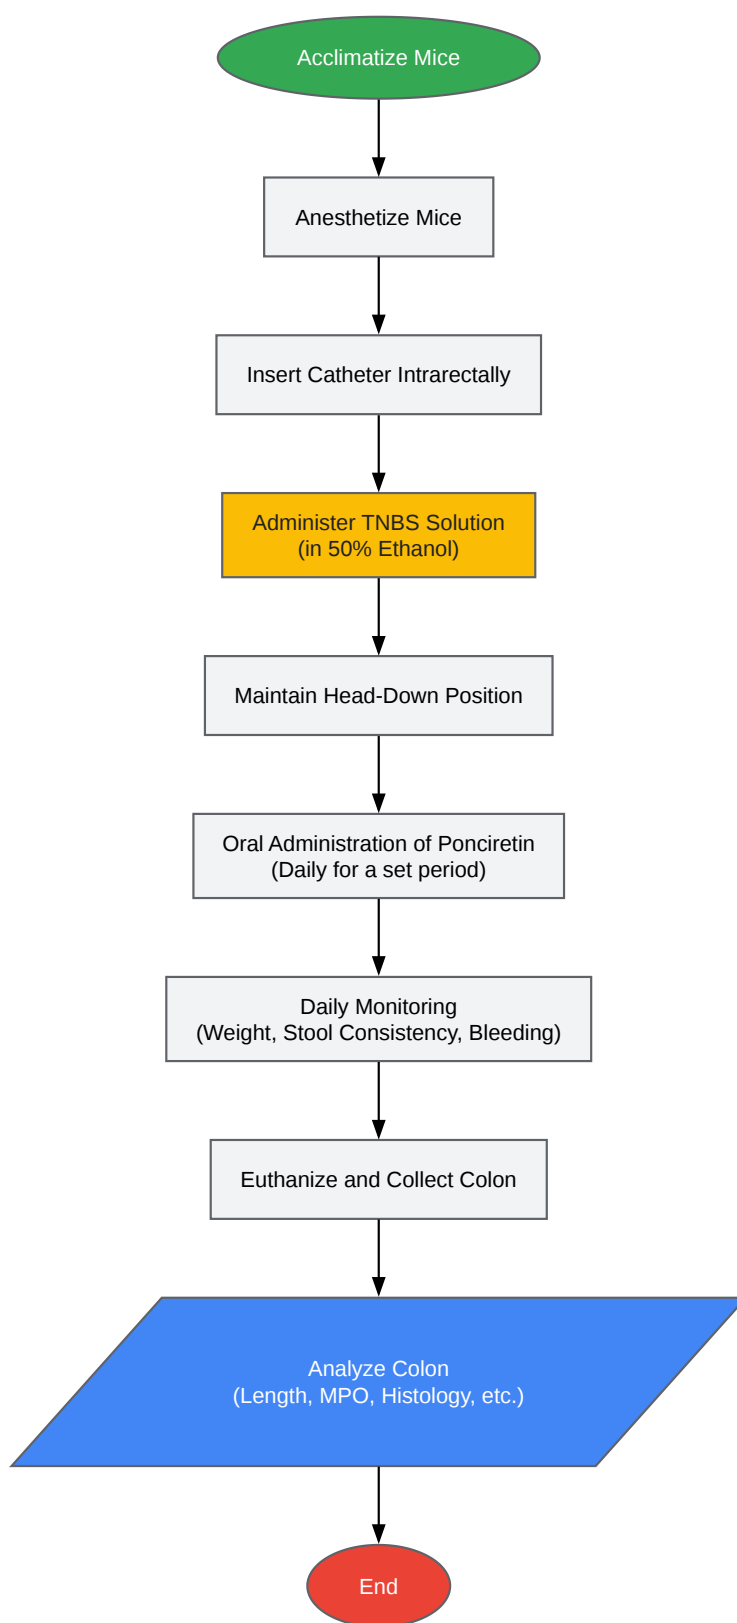 Acclimatize Mice
Anesthetize Mice
Insert Catheter Intrarectally
Administer TNBS Solution
(in 50% Ethanol)
Maintain Head-Down Position
Oral Administration of Ponciretin
(Daily for a set period)
Daily Monitoring
(Weight, Stool Consistency, Bleeding)
Euthanize and Collect Colon
Analyze Colon
(Length, MPO, Histology, etc.)
End